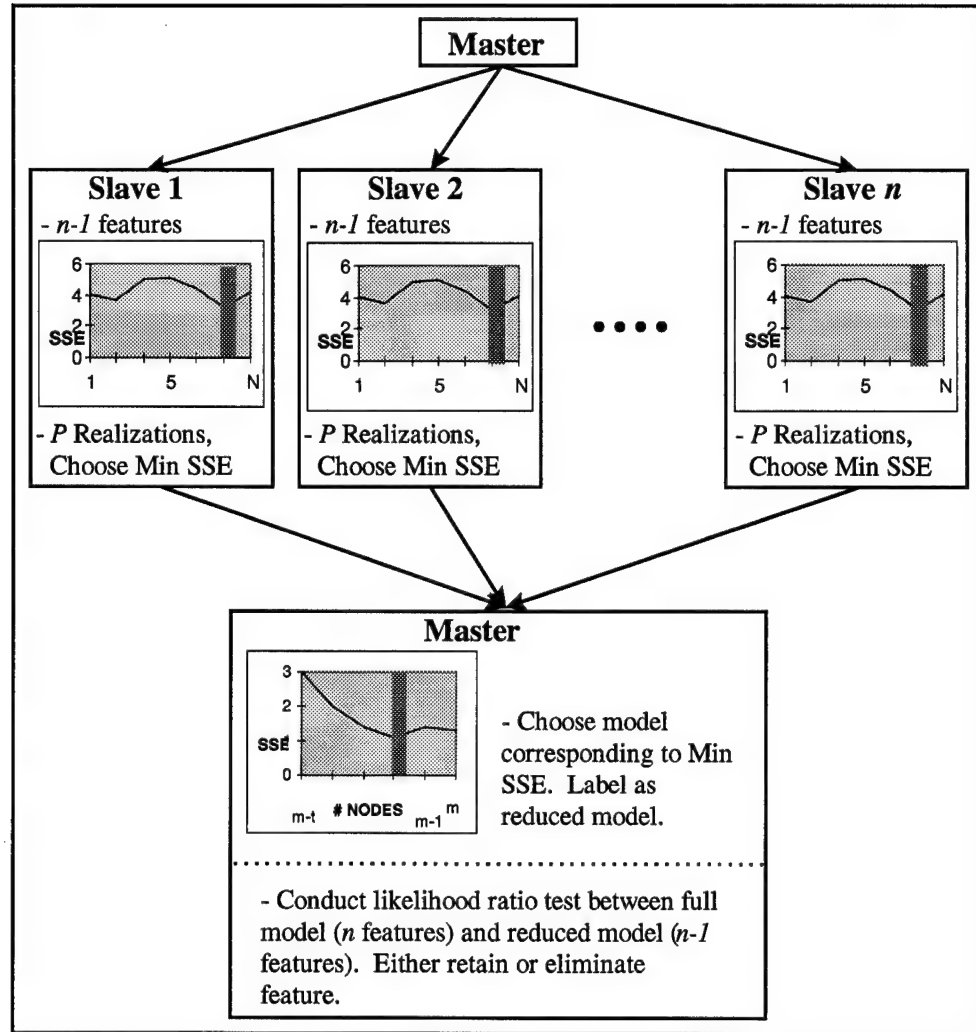 Master
Slave 1
- n-1 features
6
4
2
SSE
0
1 5 N
- P Realizations,
Choose Min SSE
Slave 2
- n-1 features
6
4
2
SSE
0
1 5 N
- P Realizations,
Choose Min SSE
Slave n
- n-1 features
6
4
2
SSE
0
1 5 N
- P Realizations,
Choose Min SSE
Master
3
2
1
SSE
0
m-t # NODES m-1 m
- Choose model
corresponding to Min
SSE. Label as
reduced model.
- Conduct likelihood ratio test between full
model (n features) and reduced model (n-1
features). Either retain or eliminate
feature.